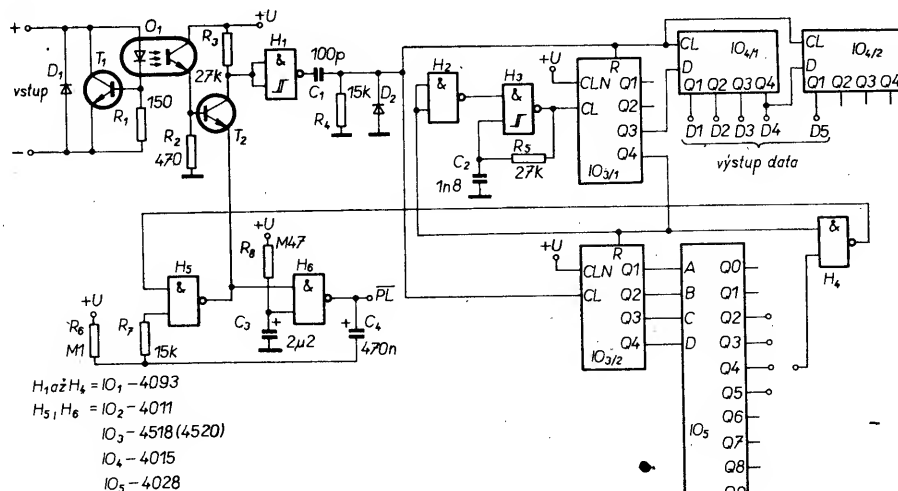 + O1 +U
D1 T1 R3 27k H1 & 100p C1 15k R4 D2
vstup
R1 150
R2 470
T2
−
H2 & H3 & R5 27k C2 1n8
+U R CLN CL Q1 Q2 Q3 Q4 IO3/1
CL D IO4/1 Q1 Q2 Q3 Q4
CL D IO4/2 Q1 Q2 Q3 Q4
D1 D2 D3 D4 D5
výstup data
+U R8 M47 H5 & H6 & PL
+U R6 M1 R7 15k C3 + 2µ2 + C4 470n
+U R CLN CL Q1 Q2 Q3 Q4 IO3/2
A B C D IO5 Q0 Q1 Q2 Q3 Q4 Q5 Q6 Q7 Q8 Q9
& H4
H1 až H4 = IO1 – 4093
H5, H6 = IO2 – 4011
IO3 – 4518 (4520)
IO4 – 4015
IO5 – 4028